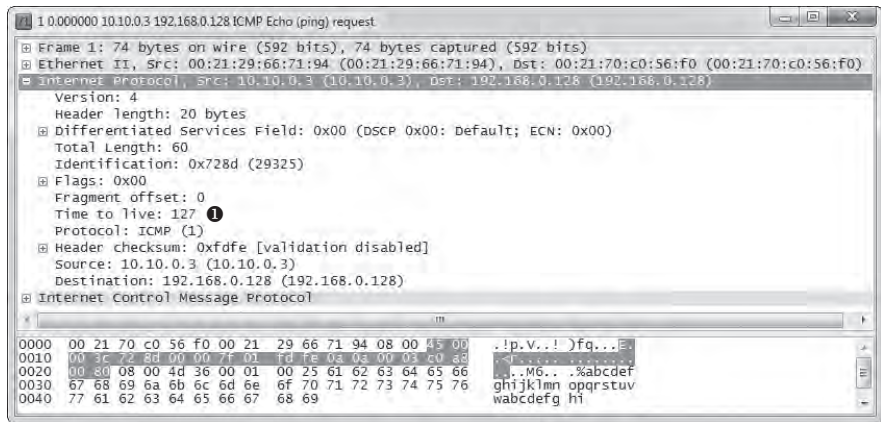 1 0.000000 10.10.0.3 192.168.0.128 ICMP Echo (ping) request
Frame 1: 74 bytes on wire (592 bits), 74 bytes captured (592 bits)
Ethernet II, Src: 00:21:29:66:71:94 (00:21:29:66:71:94), Dst: 00:21:70:c0:56:f0 (00:21:70:c0:56:f0)
Internet Protocol, Src: 10.10.0.3 (10.10.0.3), Dst: 192.168.0.128 (192.168.0.128)
Version: 4
Header length: 20 bytes
Differentiated Services Field: 0x00 (DSCP 0x00: Default; ECN: 0x00)
Total Length: 60
Identification: 0x728d (29325)
Flags: 0x00
Fragment offset: 0
Time to live: 127 ❶
Protocol: ICMP (1)
Header checksum: 0xfdfe [validation disabled]
Source: 10.10.0.3 (10.10.0.3)
Destination: 192.168.0.128 (192.168.0.128)
Internet Control Message Protocol
0000 00 21 70 c0 56 f0 00 21 29 66 71 94 08 00 45 00 .!p.V..! )fq...E.
0010 00 3c 72 8d 00 00 7f 01 fd fe 0a 0a 00 03 c0 a8 .<r..... ........
0020 00 80 08 00 4d 36 00 01 00 25 61 62 63 64 65 66 ....M6.. .%abcdef
0030 67 68 69 6a 6b 6c 6d 6e 6f 70 71 72 73 74 75 76 ghijklmn opqrstuv
0040 77 61 62 63 64 65 66 67 68 69 wabcdefg hi